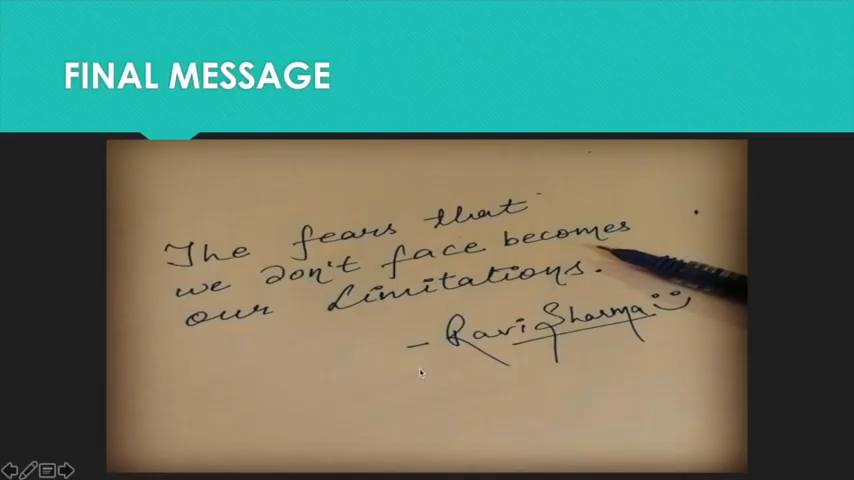 FINAL MESSAGE
The fears that
we don't face becomes
our Limitations.
- Ravi Sharma